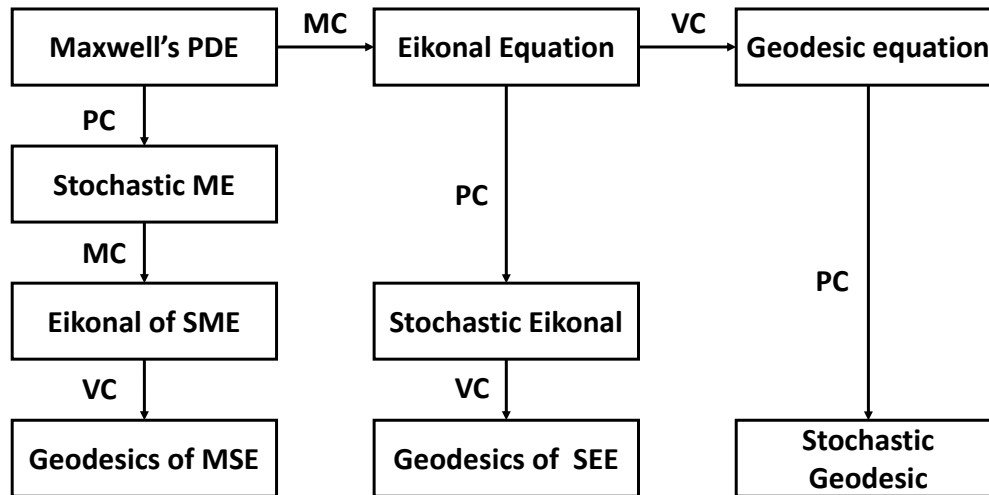 Maxwell's PDE
MC
Eikonal Equation
VC
Geodesic equation
PC
Stochastic ME
PC
MC
PC
Eikonal of SME
Stochastic Eikonal
VC
VC
Geodesics of MSE
Geodesics of SEE
Stochastic
Geodesic